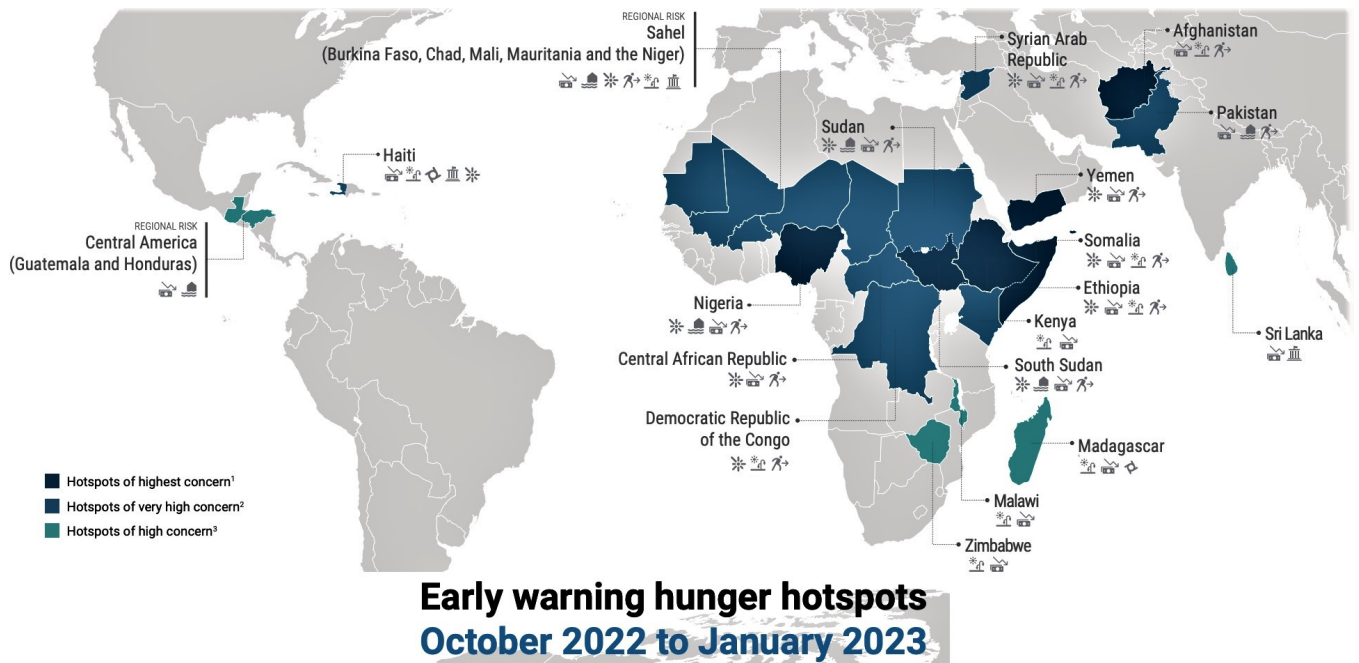 REGIONAL RISK
Sahel
(Burkina Faso, Chad, Mali, Mauritania and the Niger)
Syrian Arab
Republic
Afghanistan
Pakistan
Sudan
Haiti
Yemen
REGIONAL RISK
Central America
(Guatemala and Honduras)
Somalia
Ethiopia
Nigeria
Kenya
Sri Lanka
Central African Republic
South Sudan
Democratic Republic
of the Congo
Madagascar
Malawi
Zimbabwe
Hotspots of highest concern¹
Hotspots of very high concern²
Hotspots of high concern³
Early warning hunger hotspots
October 2022 to January 2023